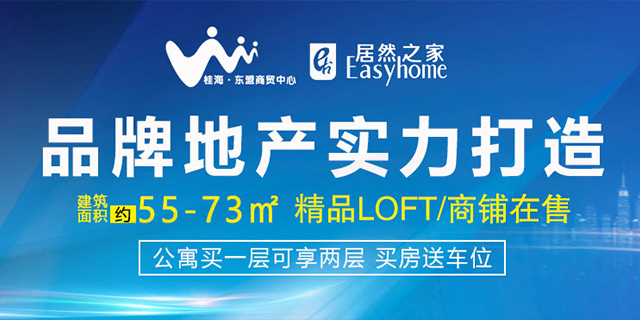 桂海·东盟商贸中心
居然之家
Easyhome
品牌地产实力打造
建筑面积约55-73㎡ 精品LOFT/商铺在售
公寓买一层可享两层 买房送车位